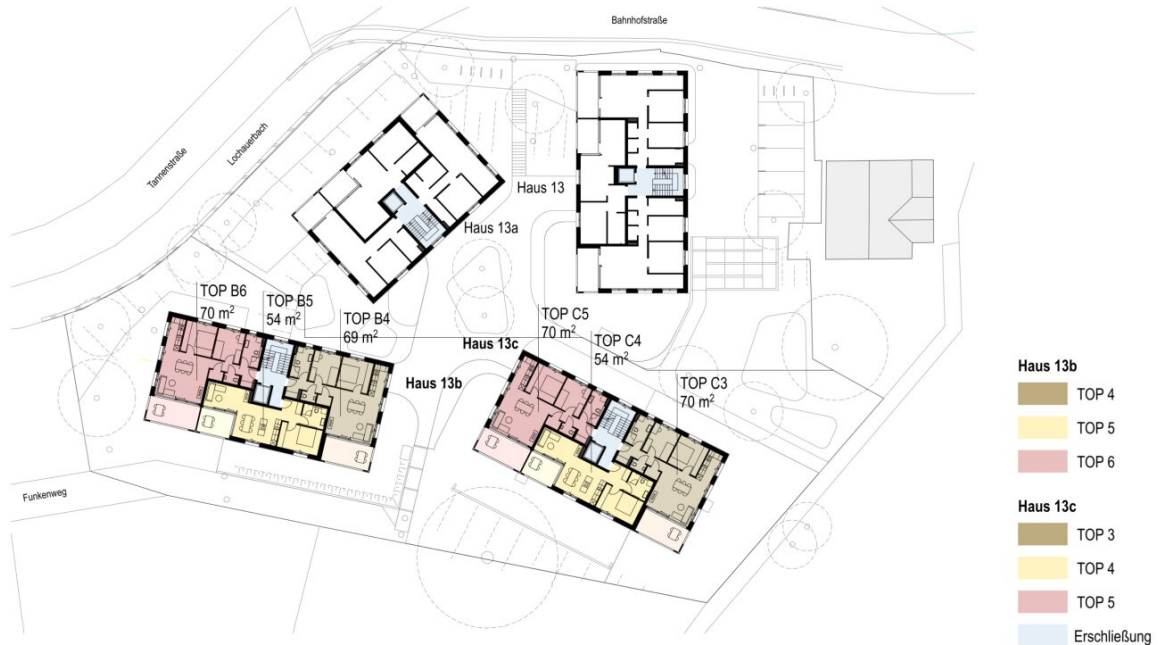 Bahnhofstraße
Tannenstraße
Lochauerbach
Haus 13
Haus 13a
TOP B6
70 m²
TOP B5
54 m²
TOP B4
69 m²
Haus 13b
Haus 13c
TOP C5
70 m²
TOP C4
54 m²
TOP C3
70 m²
Funkenweg
Haus 13b
TOP 4
TOP 5
TOP 6
Haus 13c
TOP 3
TOP 4
TOP 5
Erschließung